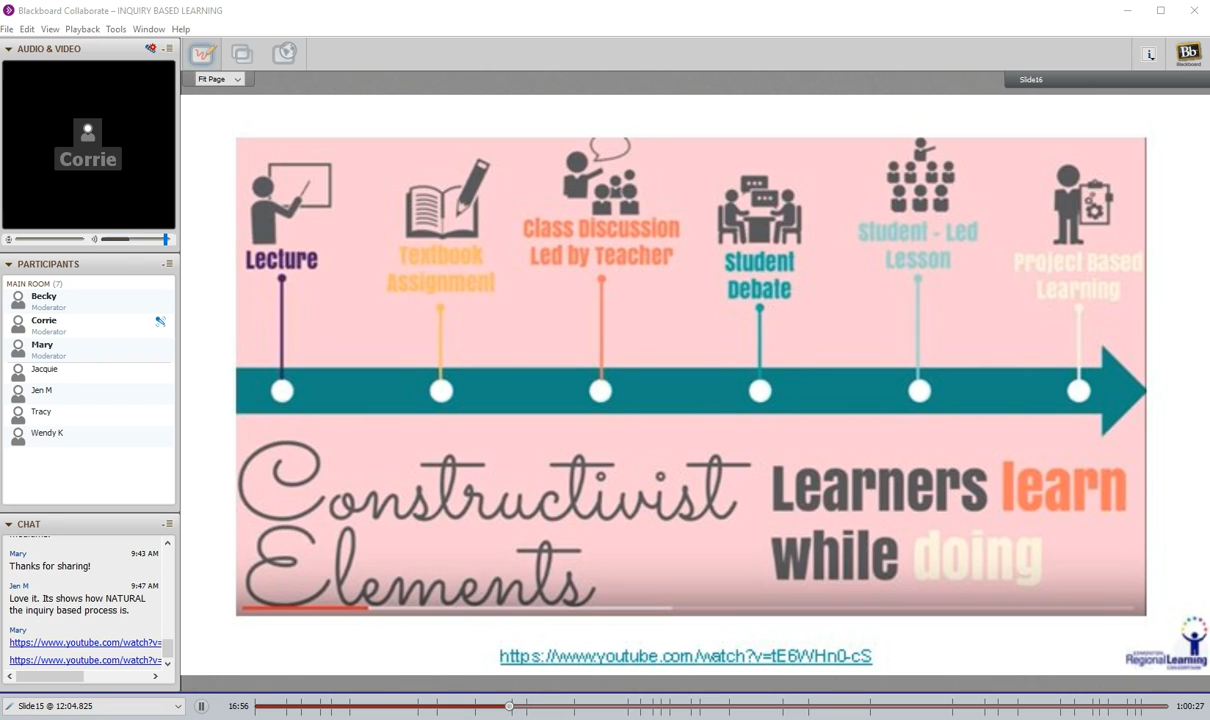 Blackboard Collaborate – INQUIRY BASED LEARNING
File Edit View Playback Tools Window Help
AUDIO & VIDEO
Corrie
PARTICIPANTS
MAIN ROOM (7)
Becky
Moderator
Corrie
Moderator
Mary
Moderator
Jacquie
Jen M
Tracy
Wendy K
CHAT
Mary 9:43 AM
Thanks for sharing!
Jen M 9:47 AM
Love it. Its shows how NATURAL
the inquiry based process is.
Mary
https://www.youtube.com/watch?v=
https://www.youtube.com/watch?v=
Fit Page
Slide16
Bb
Blackboard
Lecture
Textbook
Assignment
Class Discussion
Led by Teacher
Student
Debate
Student - Led
Lesson
Project Based
Learning
Constructivist
Elements
Learners learn
while doing
https://www.youtube.com/watch?v=tE6WHn0-cS
Regional Learning
Slide15 @ 12:04.825
16:56
1:00:27